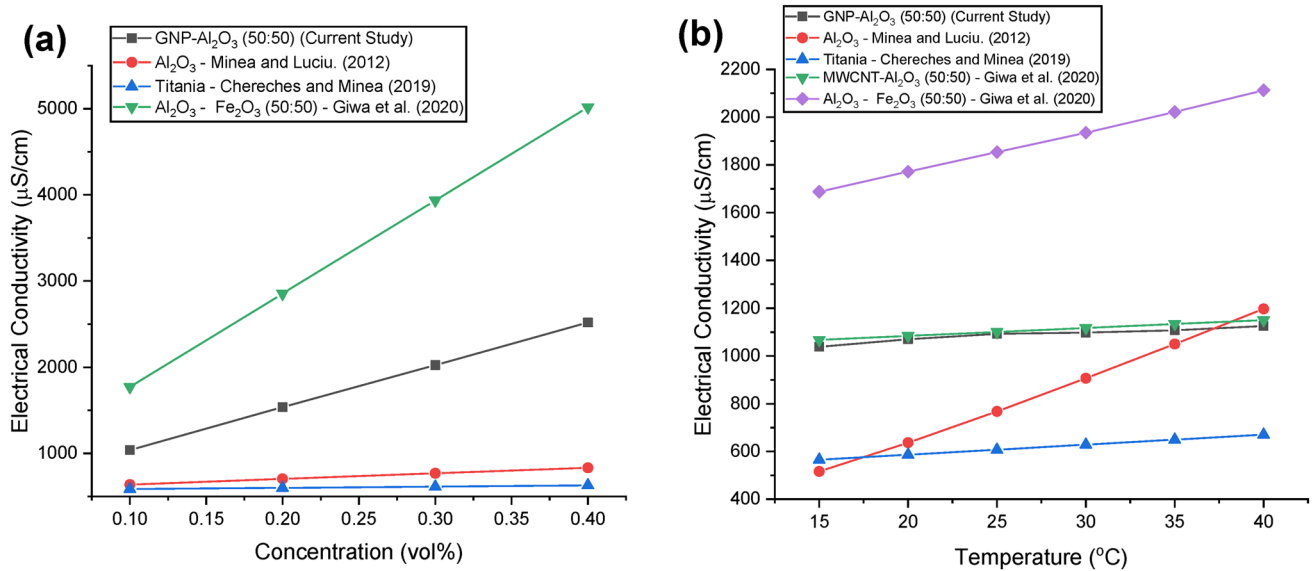 (a)
GNP-Al₂O₃ (50:50) (Current Study)
Al₂O₃ - Minea and Luciu. (2012)
Titania - Chereches and Minea (2019)
Al₂O₃ - Fe₂O₃ (50:50) - Giwa et al. (2020)
Electrical Conductivity (μS/cm)
5000
4000
3000
2000
1000
0.10
0.15
0.20
0.25
0.30
0.35
0.40
Concentration (vol%)
(b)
GNP-Al₂O₃ (50:50) (Current Study)
Al₂O₃ - Minea and Luciu. (2012)
Titania - Chereches and Minea (2019)
MWCNT-Al₂O₃ (50:50) - Giwa et al. (2020)
Al₂O₃ - Fe₂O₃ (50:50) - Giwa et al. (2020)
Electrical Conductivity (μS/cm)
2200
2000
1800
1600
1400
1200
1000
800
600
400
15
20
25
30
35
40
Temperature (°C)